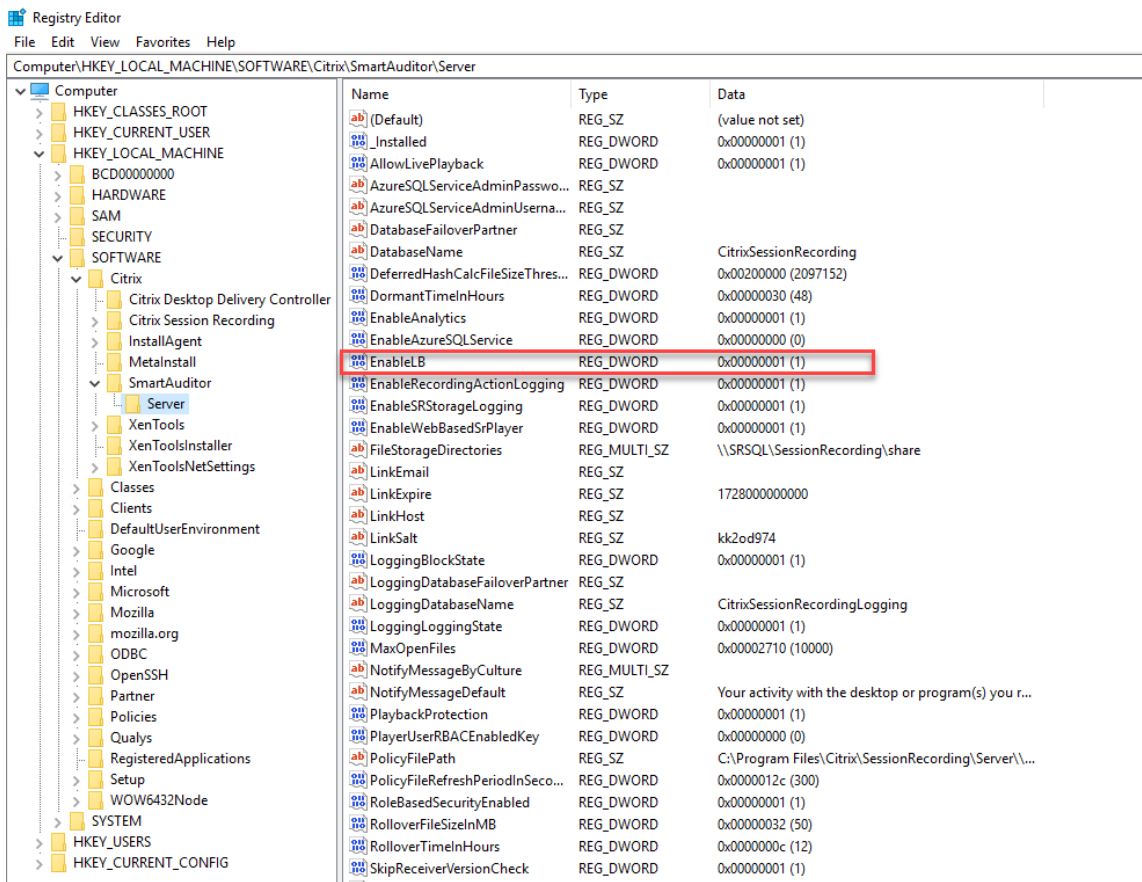 Registry Editor
File Edit View Favorites Help
Computer\HKEY_LOCAL_MACHINE\SOFTWARE\Citrix\SmartAuditor\Server
Computer
HKEY_CLASSES_ROOT
HKEY_CURRENT_USER
HKEY_LOCAL_MACHINE
BCD00000000
HARDWARE
SAM
SECURITY
SOFTWARE
Citrix
Citrix Desktop Delivery Controller
Citrix Session Recording
InstallAgent
MetaInstall
SmartAuditor
Server
XenTools
XenToolsInstaller
XenToolsNetSettings
Classes
Clients
DefaultUserEnvironment
Google
Intel
Microsoft
Mozilla
mozilla.org
ODBC
OpenSSH
Partner
Policies
Qualys
RegisteredApplications
Setup
WOW6432Node
SYSTEM
HKEY_USERS
HKEY_CURRENT_CONFIG
Name Type Data
(Default) REG_SZ (value not set)
_Installed REG_DWORD 0x00000001 (1)
AllowLivePlayback REG_DWORD 0x00000001 (1)
AzureSQLServiceAdminPasswo... REG_SZ
AzureSQLServiceAdminUserna... REG_SZ
DatabaseFailoverPartner REG_SZ
DatabaseName REG_SZ CitrixSessionRecording
DeferredHashCalcFileSizeThres... REG_DWORD 0x00200000 (2097152)
DormantTimeInHours REG_DWORD 0x00000030 (48)
EnableAnalytics REG_DWORD 0x00000001 (1)
EnableAzureSQLService REG_DWORD 0x00000000 (0)
EnableLB REG_DWORD 0x00000001 (1)
EnableRecordingActionLogging REG_DWORD 0x00000001 (1)
EnableSRStorageLogging REG_DWORD 0x00000001 (1)
EnableWebBasedSrPlayer REG_DWORD 0x00000001 (1)
FileStorageDirectories REG_MULTI_SZ \\SRSQL\SessionRecording\share
LinkEmail REG_SZ
LinkExpire REG_SZ 1728000000000
LinkHost REG_SZ
LinkSalt REG_SZ kk2od974
LoggingBlockState REG_DWORD 0x00000001 (1)
LoggingDatabaseFailoverPartner REG_SZ
LoggingDatabaseName REG_SZ CitrixSessionRecordingLogging
LoggingLoggingState REG_DWORD 0x00000001 (1)
MaxOpenFiles REG_DWORD 0x00002710 (10000)
NotifyMessageByCulture REG_MULTI_SZ
NotifyMessageDefault REG_SZ Your activity with the desktop or program(s) you r...
PlaybackProtection REG_DWORD 0x00000001 (1)
PlayerUserRBACEnabledKey REG_DWORD 0x00000000 (0)
PolicyFilePath REG_SZ C:\Program Files\Citrix\SessionRecording\Server\\...
PolicyFileRefreshPeriodInSeco... REG_DWORD 0x0000012c (300)
RoleBasedSecurityEnabled REG_DWORD 0x00000001 (1)
RolloverFileSizeInMB REG_DWORD 0x00000032 (50)
RolloverTimeInHours REG_DWORD 0x0000000c (12)
SkipReceiverVersionCheck REG_DWORD 0x00000001 (1)